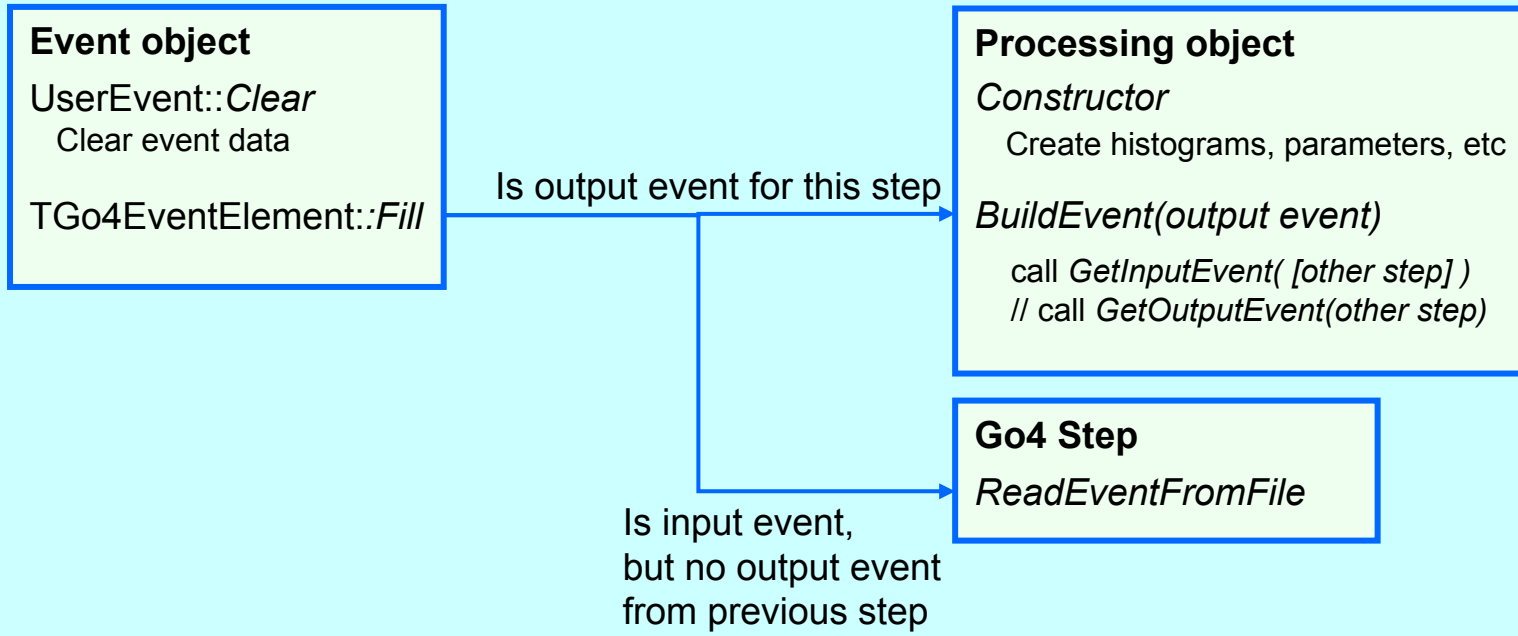 Event object
UserEvent::Clear
Clear event data
TGo4EventElement::Fill
Is output event for this step
Processing object
Constructor
Create histograms, parameters, etc
BuildEvent(output event)
call GetInputEvent( [other step] )
// call GetOutputEvent(other step)
Go4 Step
ReadEventFromFile
Is input event,
but no output event
from previous step